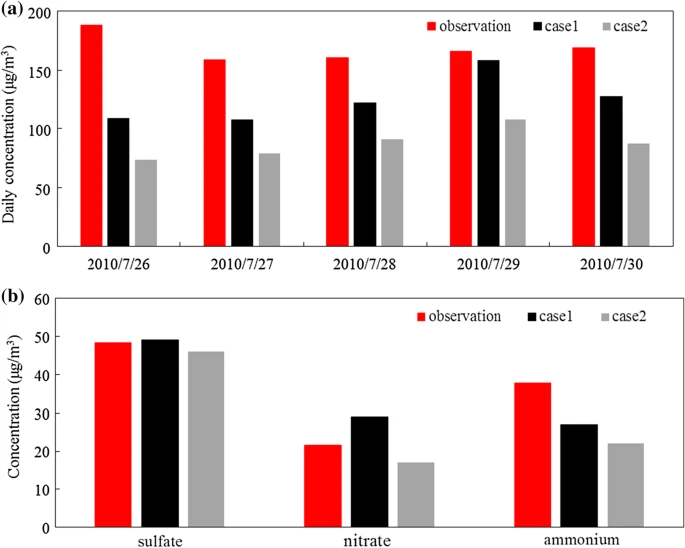 (a)
200
150
100
50
0
Daily concentration (μg/m³)
observation case1 case2
2010/7/26 2010/7/27 2010/7/28 2010/7/29 2010/7/30
(b)
60
50
40
30
20
10
0
Concentration (μg/m³)
observation case1 case2
sulfate nitrate ammonium